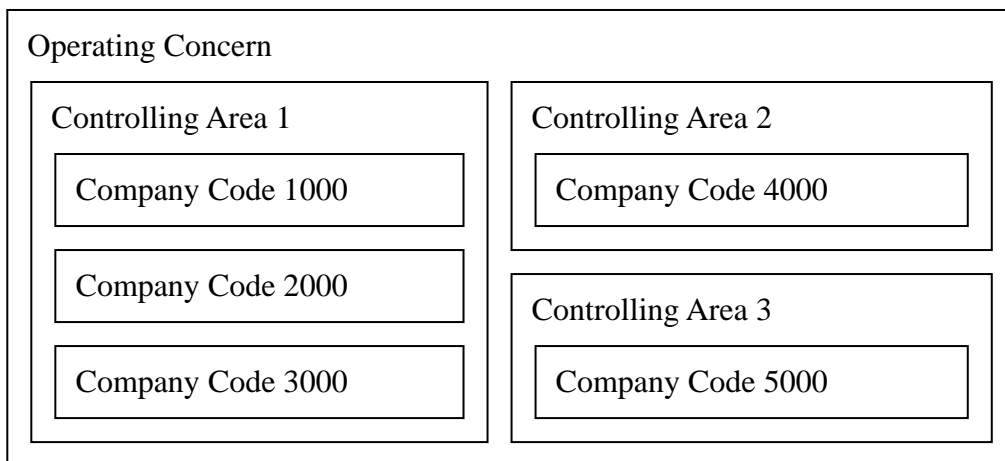 Operating Concern
Controlling Area 1
Company Code 1000
Company Code 2000
Company Code 3000
Controlling Area 2
Company Code 4000
Controlling Area 3
Company Code 5000